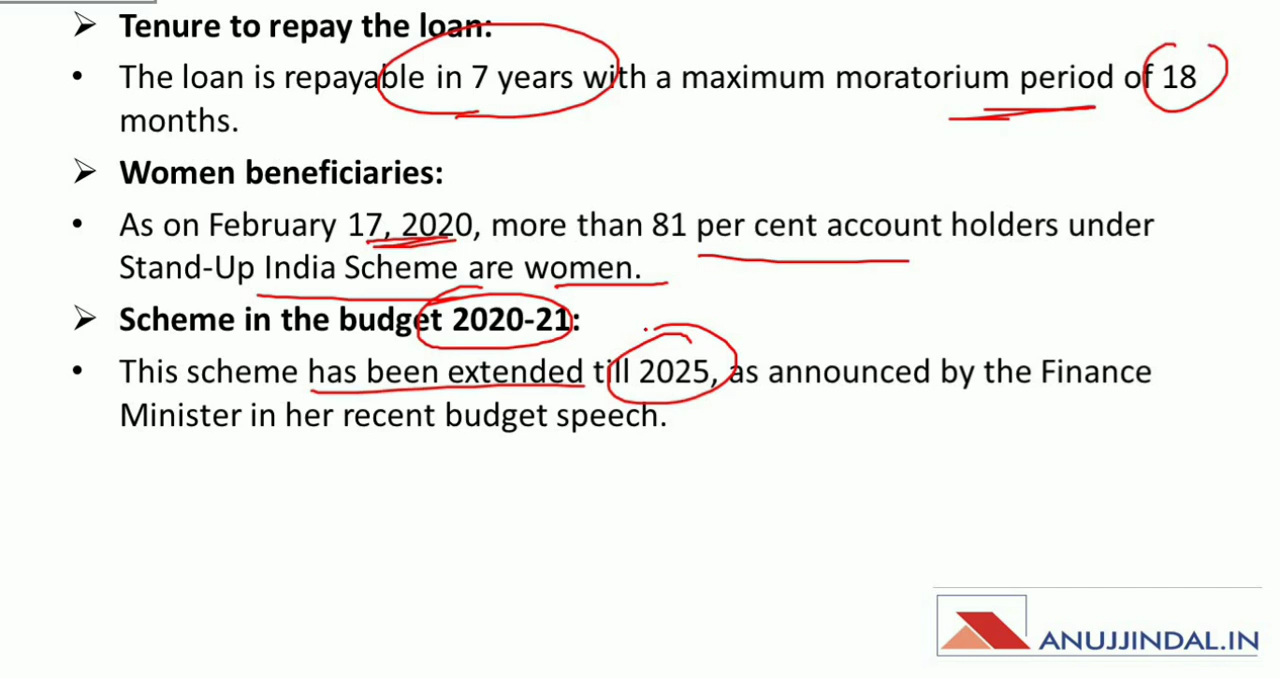 ➢ Tenure to repay the loan:
• The loan is repayable in 7 years with a maximum moratorium period of 18
months.
➢ Women beneficiaries:
• As on February 17, 2020, more than 81 per cent account holders under
Stand-Up India Scheme are women.
➢ Scheme in the budget 2020-21:
• This scheme has been extended till 2025, as announced by the Finance
Minister in her recent budget speech.
ANUJJINDAL.IN